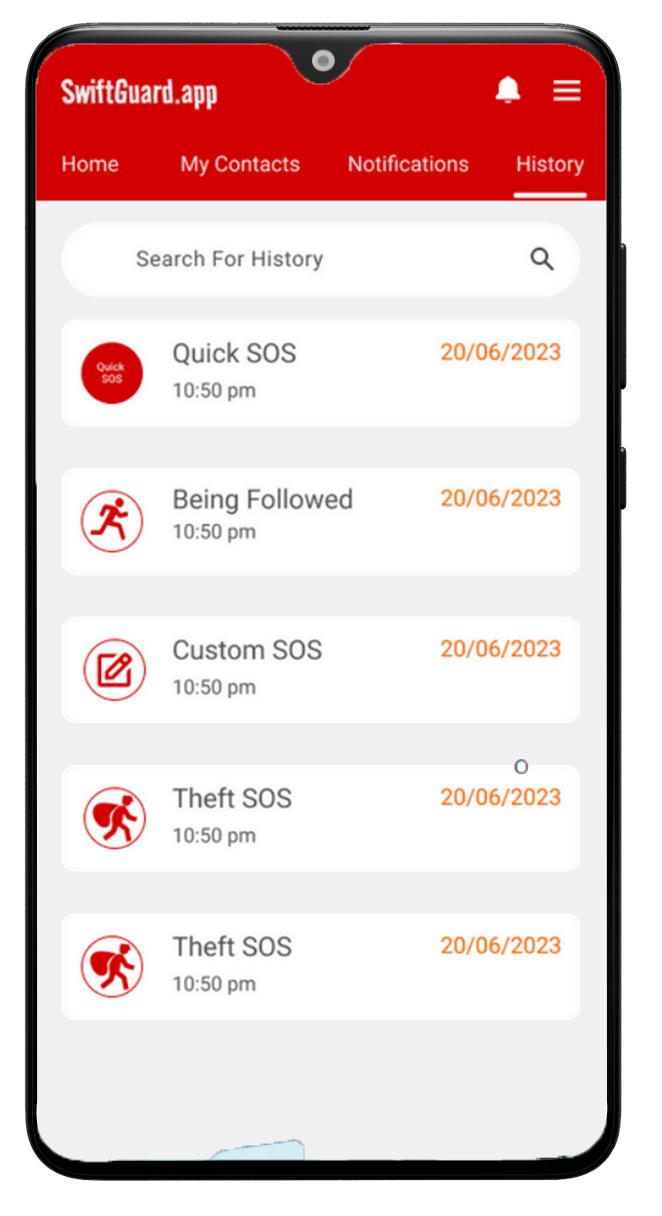 SwiftGuard.app
Home My Contacts Notifications History
Search For History
Quick SOS
Quick SOS 20/06/2023
10:50 pm
Being Followed 20/06/2023
10:50 pm
Custom SOS 20/06/2023
10:50 pm
Theft SOS 20/06/2023
10:50 pm
Theft SOS 20/06/2023
10:50 pm